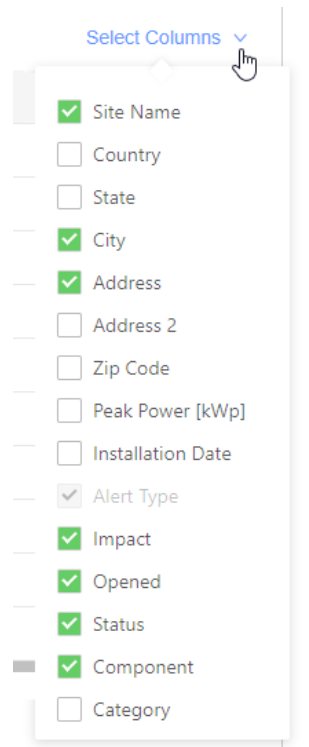 Select Columns
Site Name
Country
State
City
Address
Address 2
Zip Code
Peak Power [kWp]
Installation Date
Alert Type
Impact
Opened
Status
Component
Category